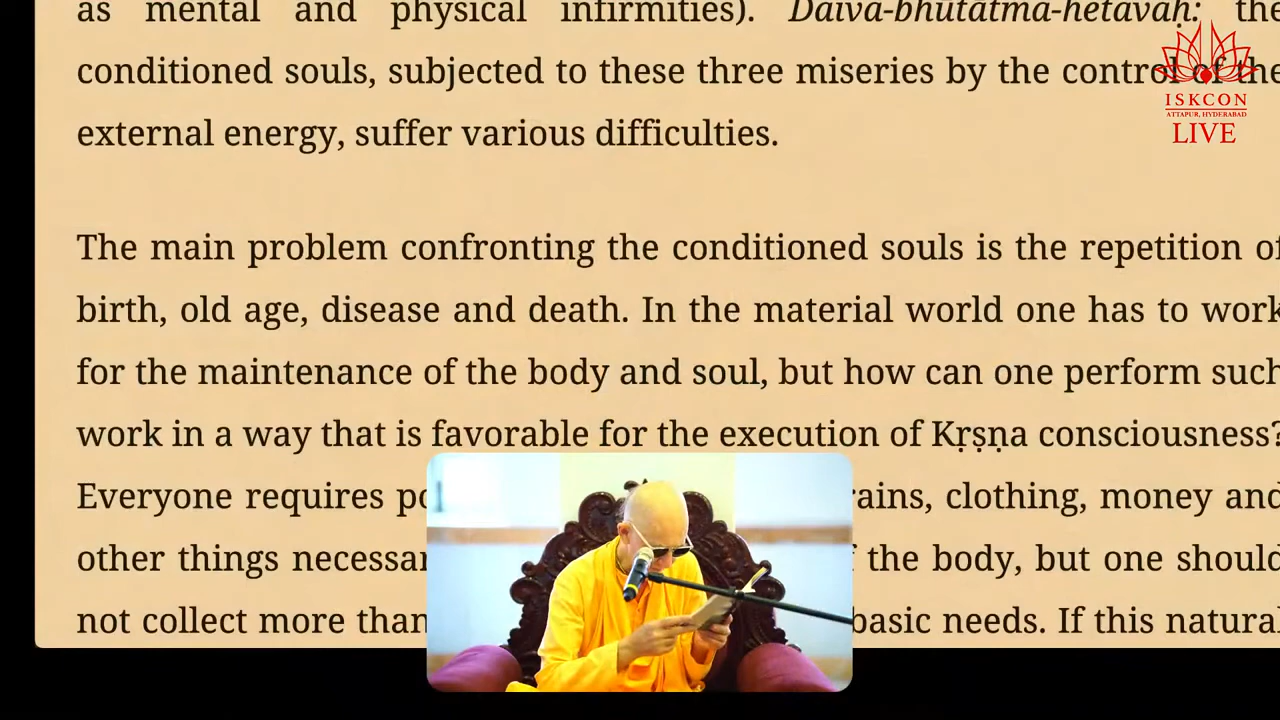 as mental and physical infirmities). Daiva-bhūtātma-hetavaḥ: the
conditioned souls, subjected to these three miseries by the control of the
external energy, suffer various difficulties.
The main problem confronting the conditioned souls is the repetition of
birth, old age, disease and death. In the material world one has to work
for the maintenance of the body and soul, but how can one perform such
work in a way that is favorable for the execution of Kṛṣṇa consciousness?
Everyone requires rains, clothing, money and
other things the body, but one should
not collect more than basic needs. If this natural
ISKCON
ATTAPUR, HYDERABAD
LIVE